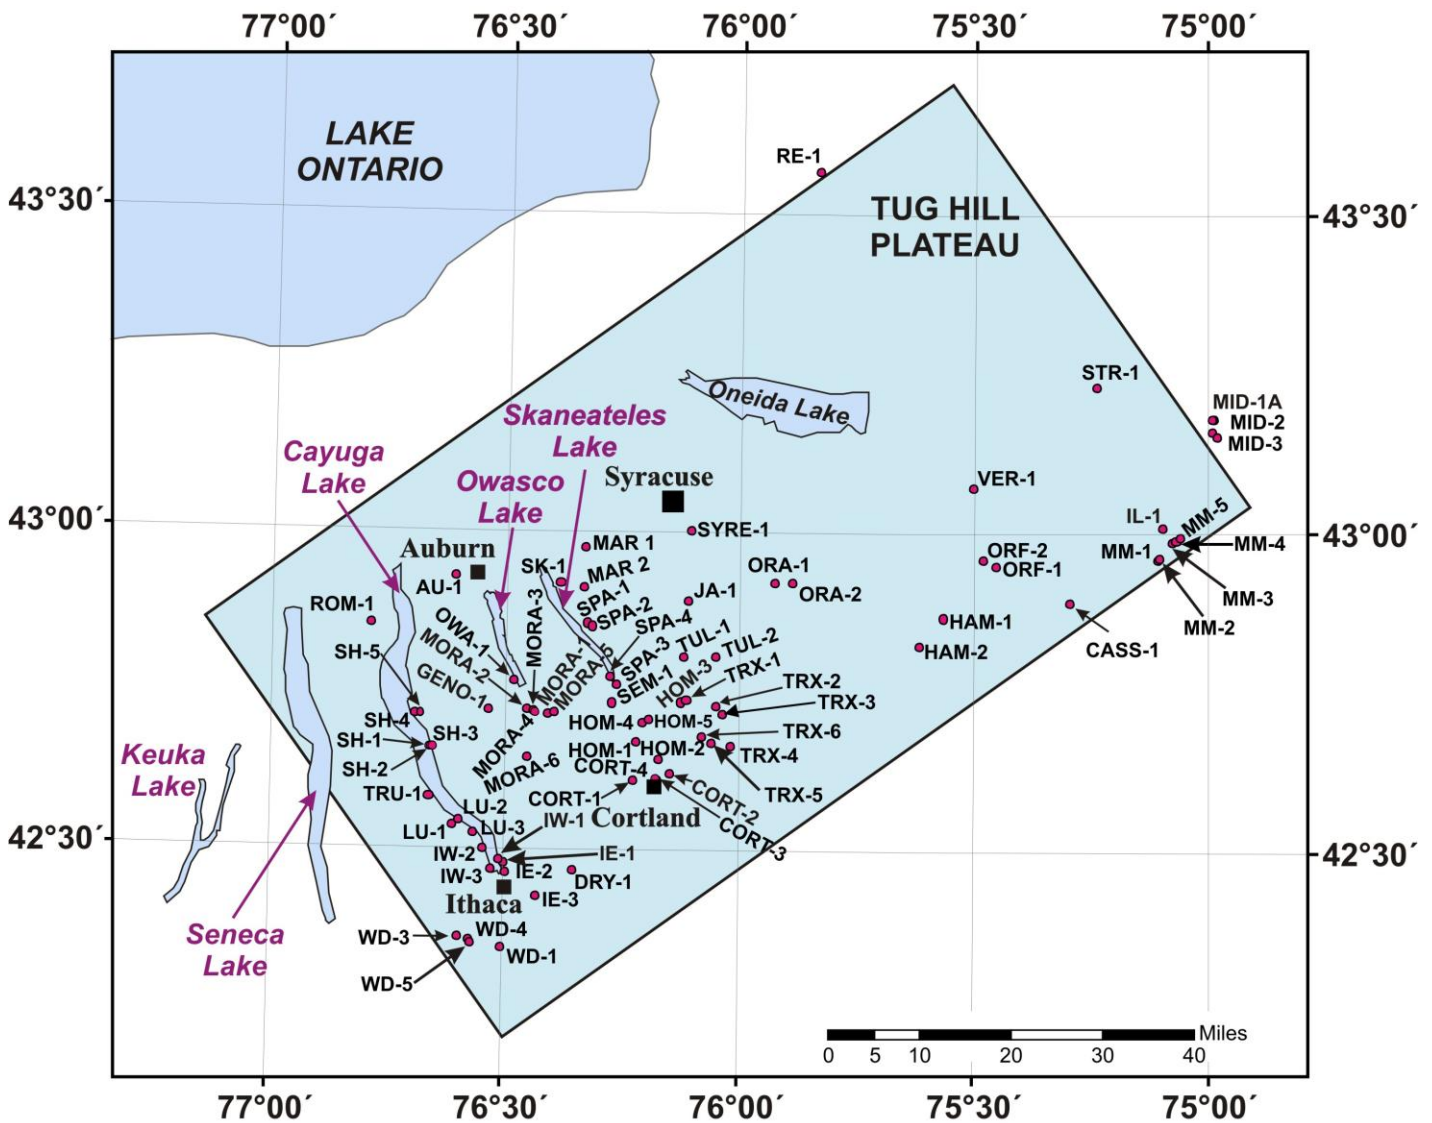 77°00´ 76°30´ 76°00´ 75°30´ 75°00´
LAKE
ONTARIO
RE-1
43°30´
43°30´
TUG HILL
PLATEAU
STR-1
MID-1A
MID-2
MID-3
Oneida Lake
Skaneateles
Lake
Cayuga
Lake
Owasco
Lake
Syracuse
VER-1
43°00´
43°00´
SYRE-1
IL-1
MM-5
MM-4
MM-1
MM-3
MM-2
MAR 1
Auburn
SK-1
MAR 2
AU-1
ORA-1
ORA-2
ORF-2
ORF-1
ROM-1
SPA-1
SPA-2
JA-1
HAM-1
HAM-2
CASS-1
OWA-1
MORA-3
SPA-4
SH-5
MORA-2
MORA-1
MORA-5
SPA-3
TUL-1
TUL-2
GENO-1
SEM-1
HOM-3
TRX-1
TRX-2
TRX-3
SH-4
HOM-4
HOM-5
SH-3
SH-1
MORA-4
TRX-6
HOM-1
HOM-2
TRX-4
Keuka
Lake
SH-2
MORA-6
CORT-4
TRU-1
CORT-1
CORT-2
TRX-5
LU-2
IW-1
Cortland
CORT-3
LU-1
LU-3
42°30´
42°30´
IW-2
IE-1
IW-3
IE-2
DRY-1
Ithaca
IE-3
Seneca
Lake
WD-3
WD-4
WD-1
WD-5
Miles
0 5 10 20 30 40
77°00´ 76°30´ 76°00´ 75°30´ 75°00´